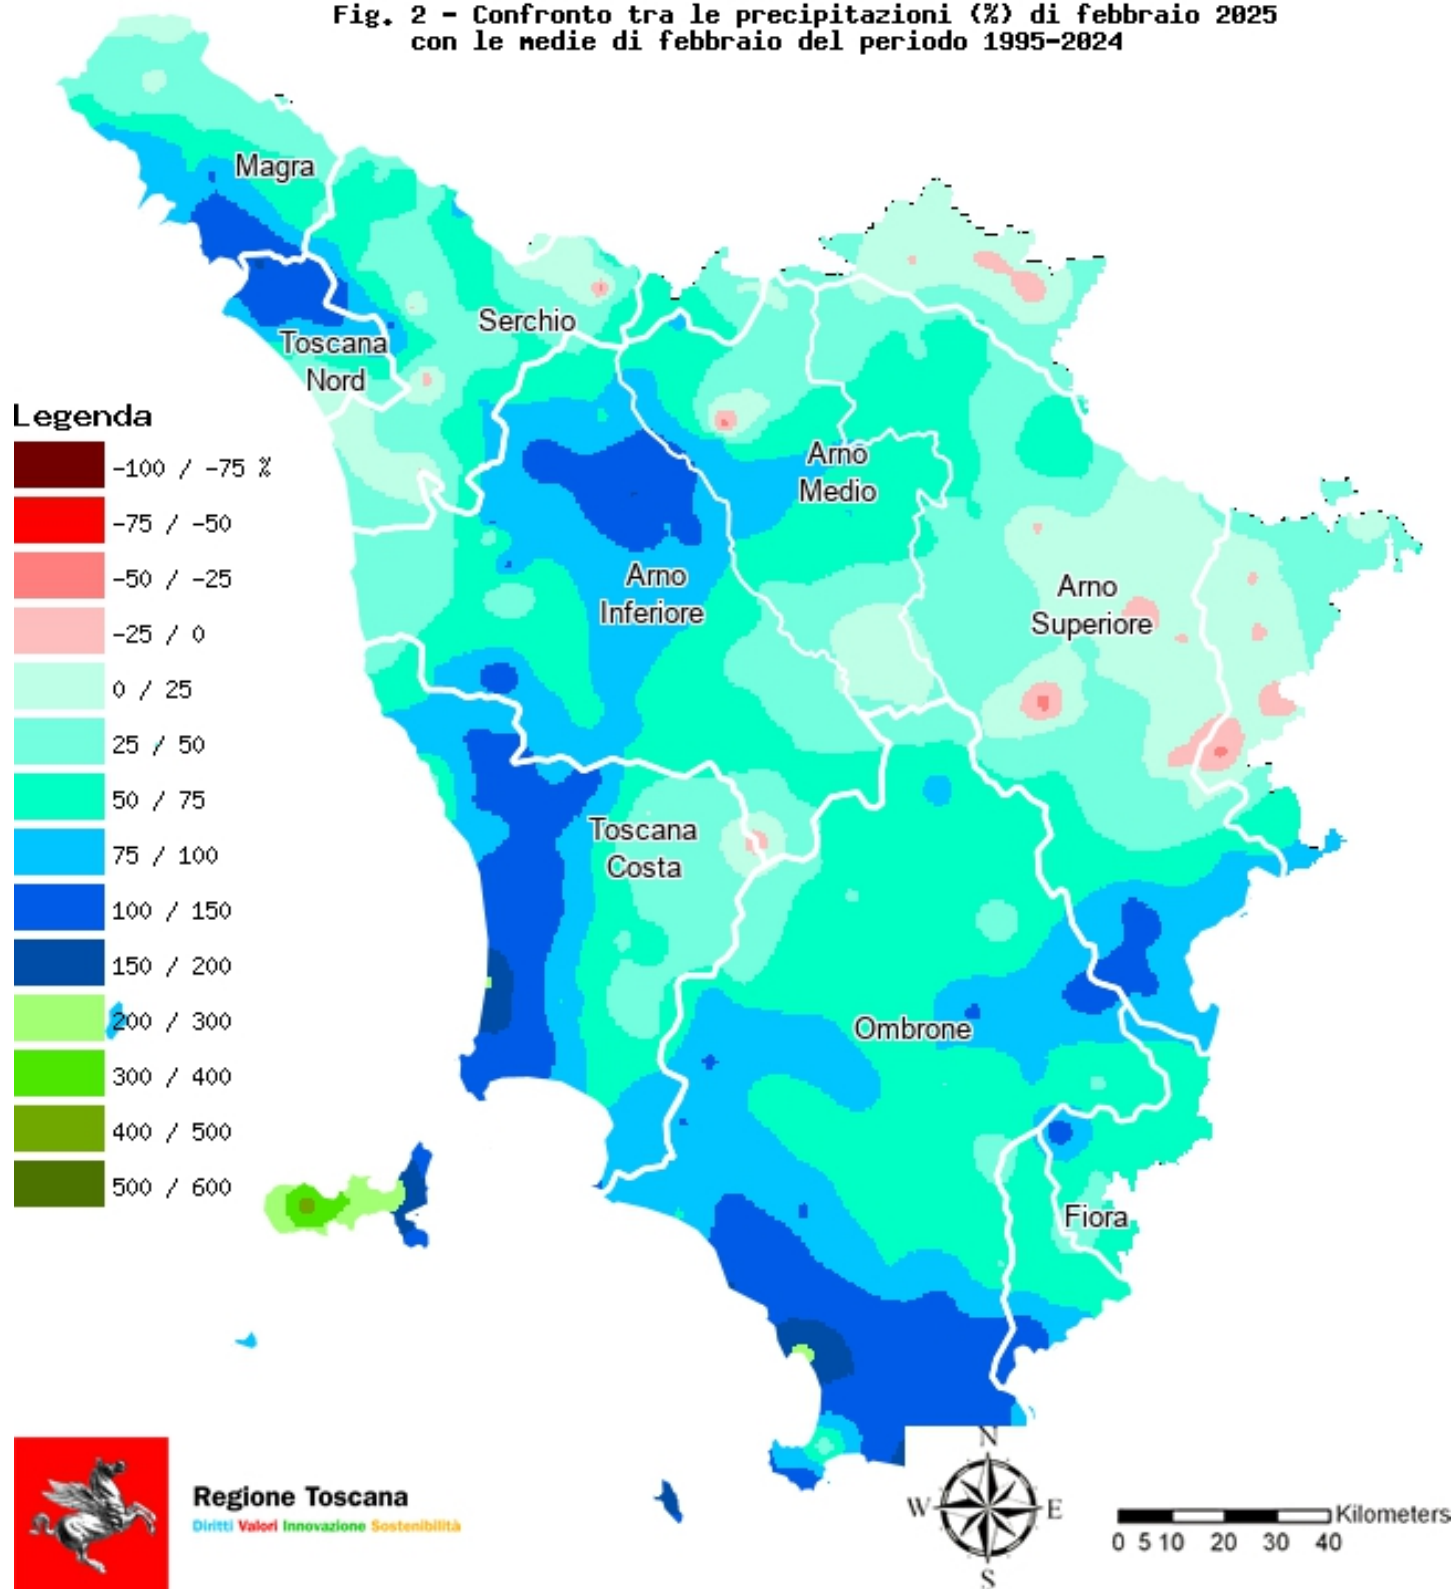 Fig. 2 - Confronto tra le precipitazioni (%) di febbraio 2025
con le medie di febbraio del periodo 1995-2024
Magra
Serchio
Toscana
Nord
Legenda
-100 / -75 %
-75 / -50
-50 / -25
-25 / 0
0 / 25
25 / 50
50 / 75
75 / 100
100 / 150
150 / 200
200 / 300
300 / 400
400 / 500
500 / 600
Arno
Medio
Arno
Inferiore
Arno
Superiore
Toscana
Costa
Ombrone
Fiora
Regione Toscana
Diritti Valori Innovazione Sostenibilità
N
W
E
S
Kilometers
0 5 10 20 30 40